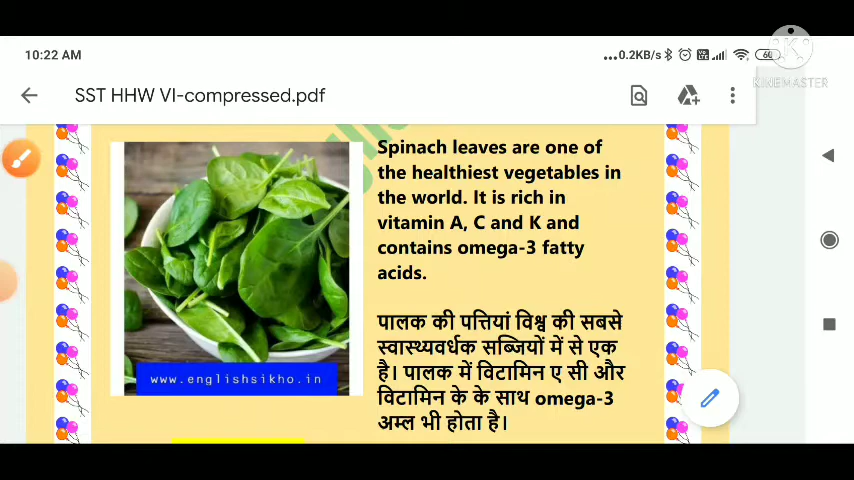 10:22 AM
...0.2KB/s
60
KINEMASTER
SST HHW VI-compressed.pdf
Spinach leaves are one of
the healthiest vegetables in
the world. It is rich in
vitamin A, C and K and
contains omega-3 fatty
acids.
पालक की पत्तियां विश्व की सबसे
स्वास्थ्यवर्धक सब्जियों में से एक
है। पालक में विटामिन ए सी और
विटामिन के के साथ omega-3
अम्ल भी होता है।
www.englishsikho.in